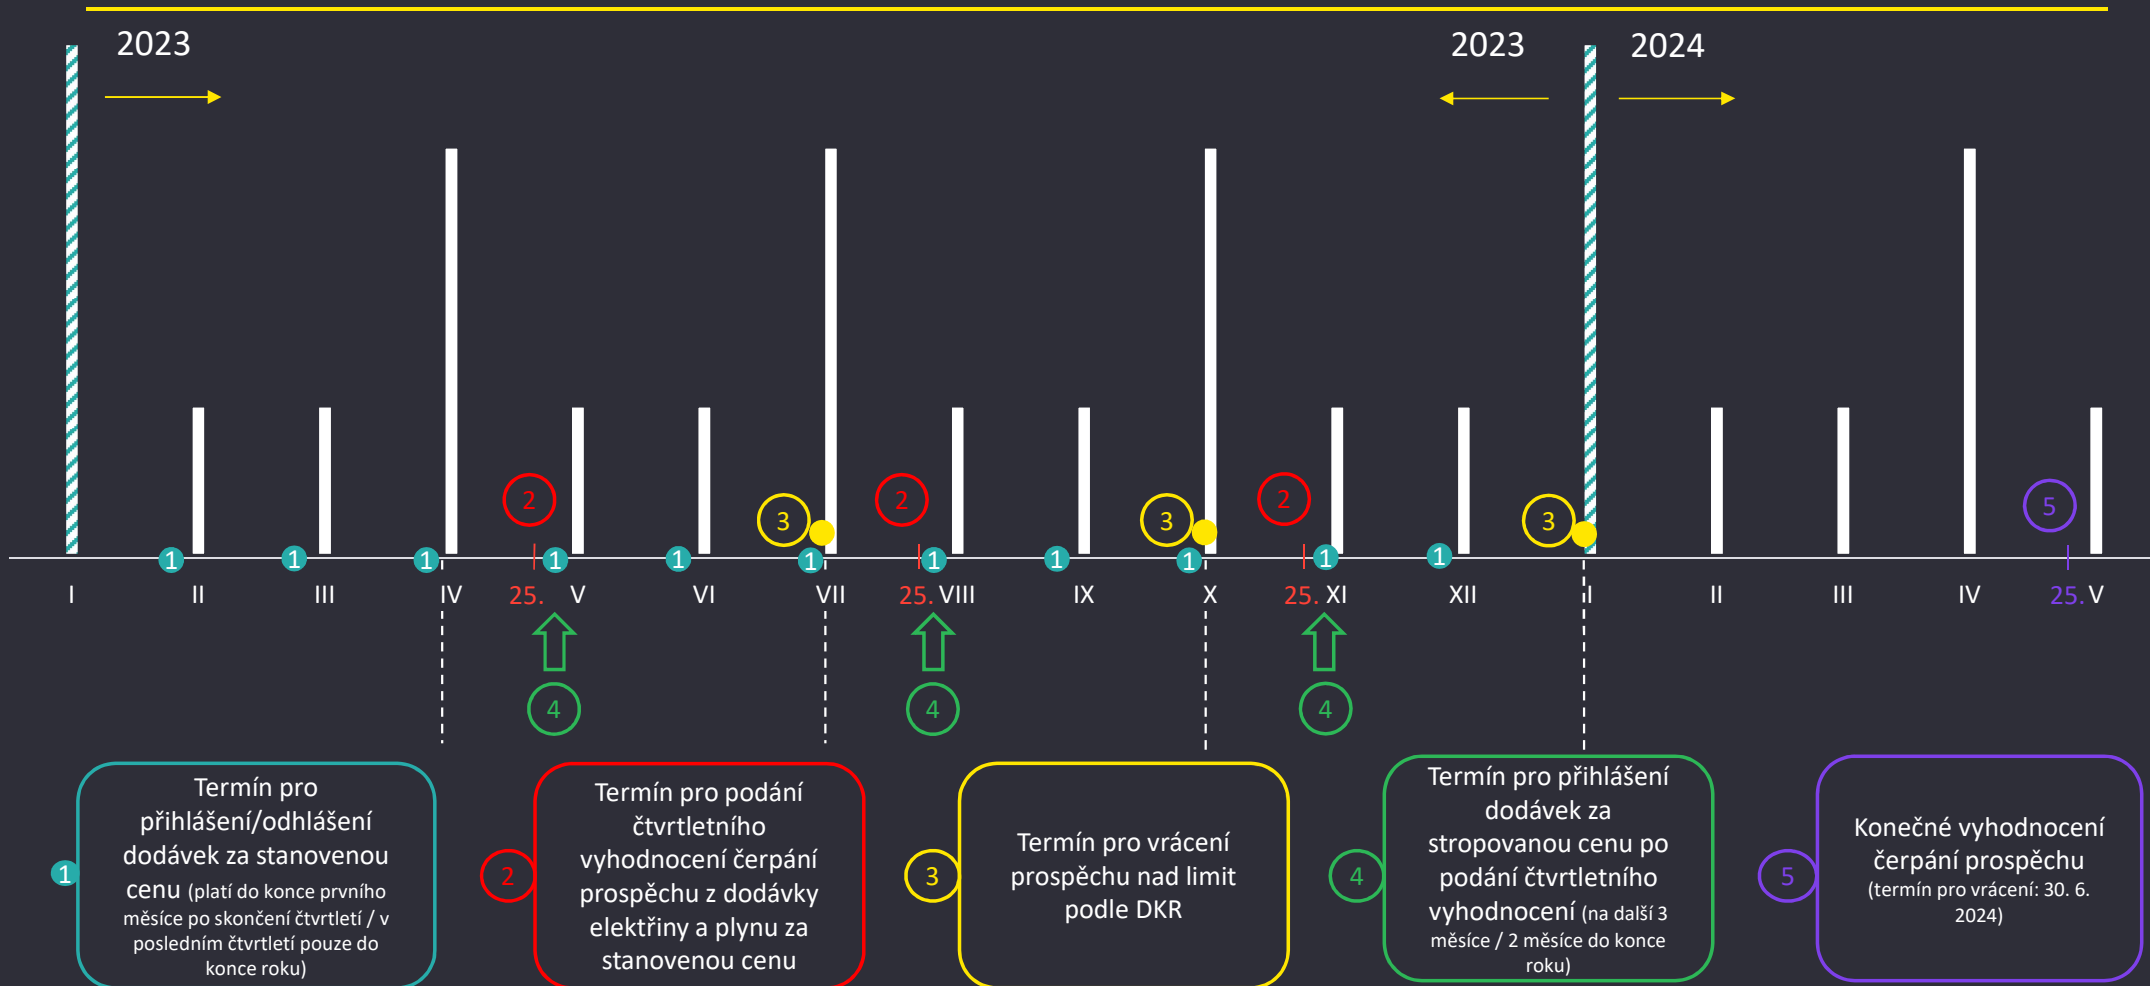 2023
2023
2024
2
3
2
3
2
3
5
1
1
1
1
1
1
1
1
1
1
1
I
II
III
IV
25.
V
VI
VII
25.
VIII
IX
X
25.
XI
XII
I
II
III
IV
25.
V
4
4
4
1
Termín pro
přihlášení/odhlášení
dodávek za stanovenou
cenu (platí do konce prvního
měsíce po skončení čtvrtletí / v
posledním čtvrtletí pouze do
konce roku)
2
Termín pro podání
čtvrtletního
vyhodnocení čerpání
prospěchu z dodávky
elektřiny a plynu za
stanovenou cenu
3
Termín pro vrácení
prospěchu nad limit
podle DKR
4
Termín pro přihlášení
dodávek za
stropovanou cenu po
podání čtvrtletního
vyhodnocení (na další 3
měsíce / 2 měsíce do konce
roku)
5
Konečné vyhodnocení
čerpání prospěchu
(termín pro vrácení: 30. 6.
2024)